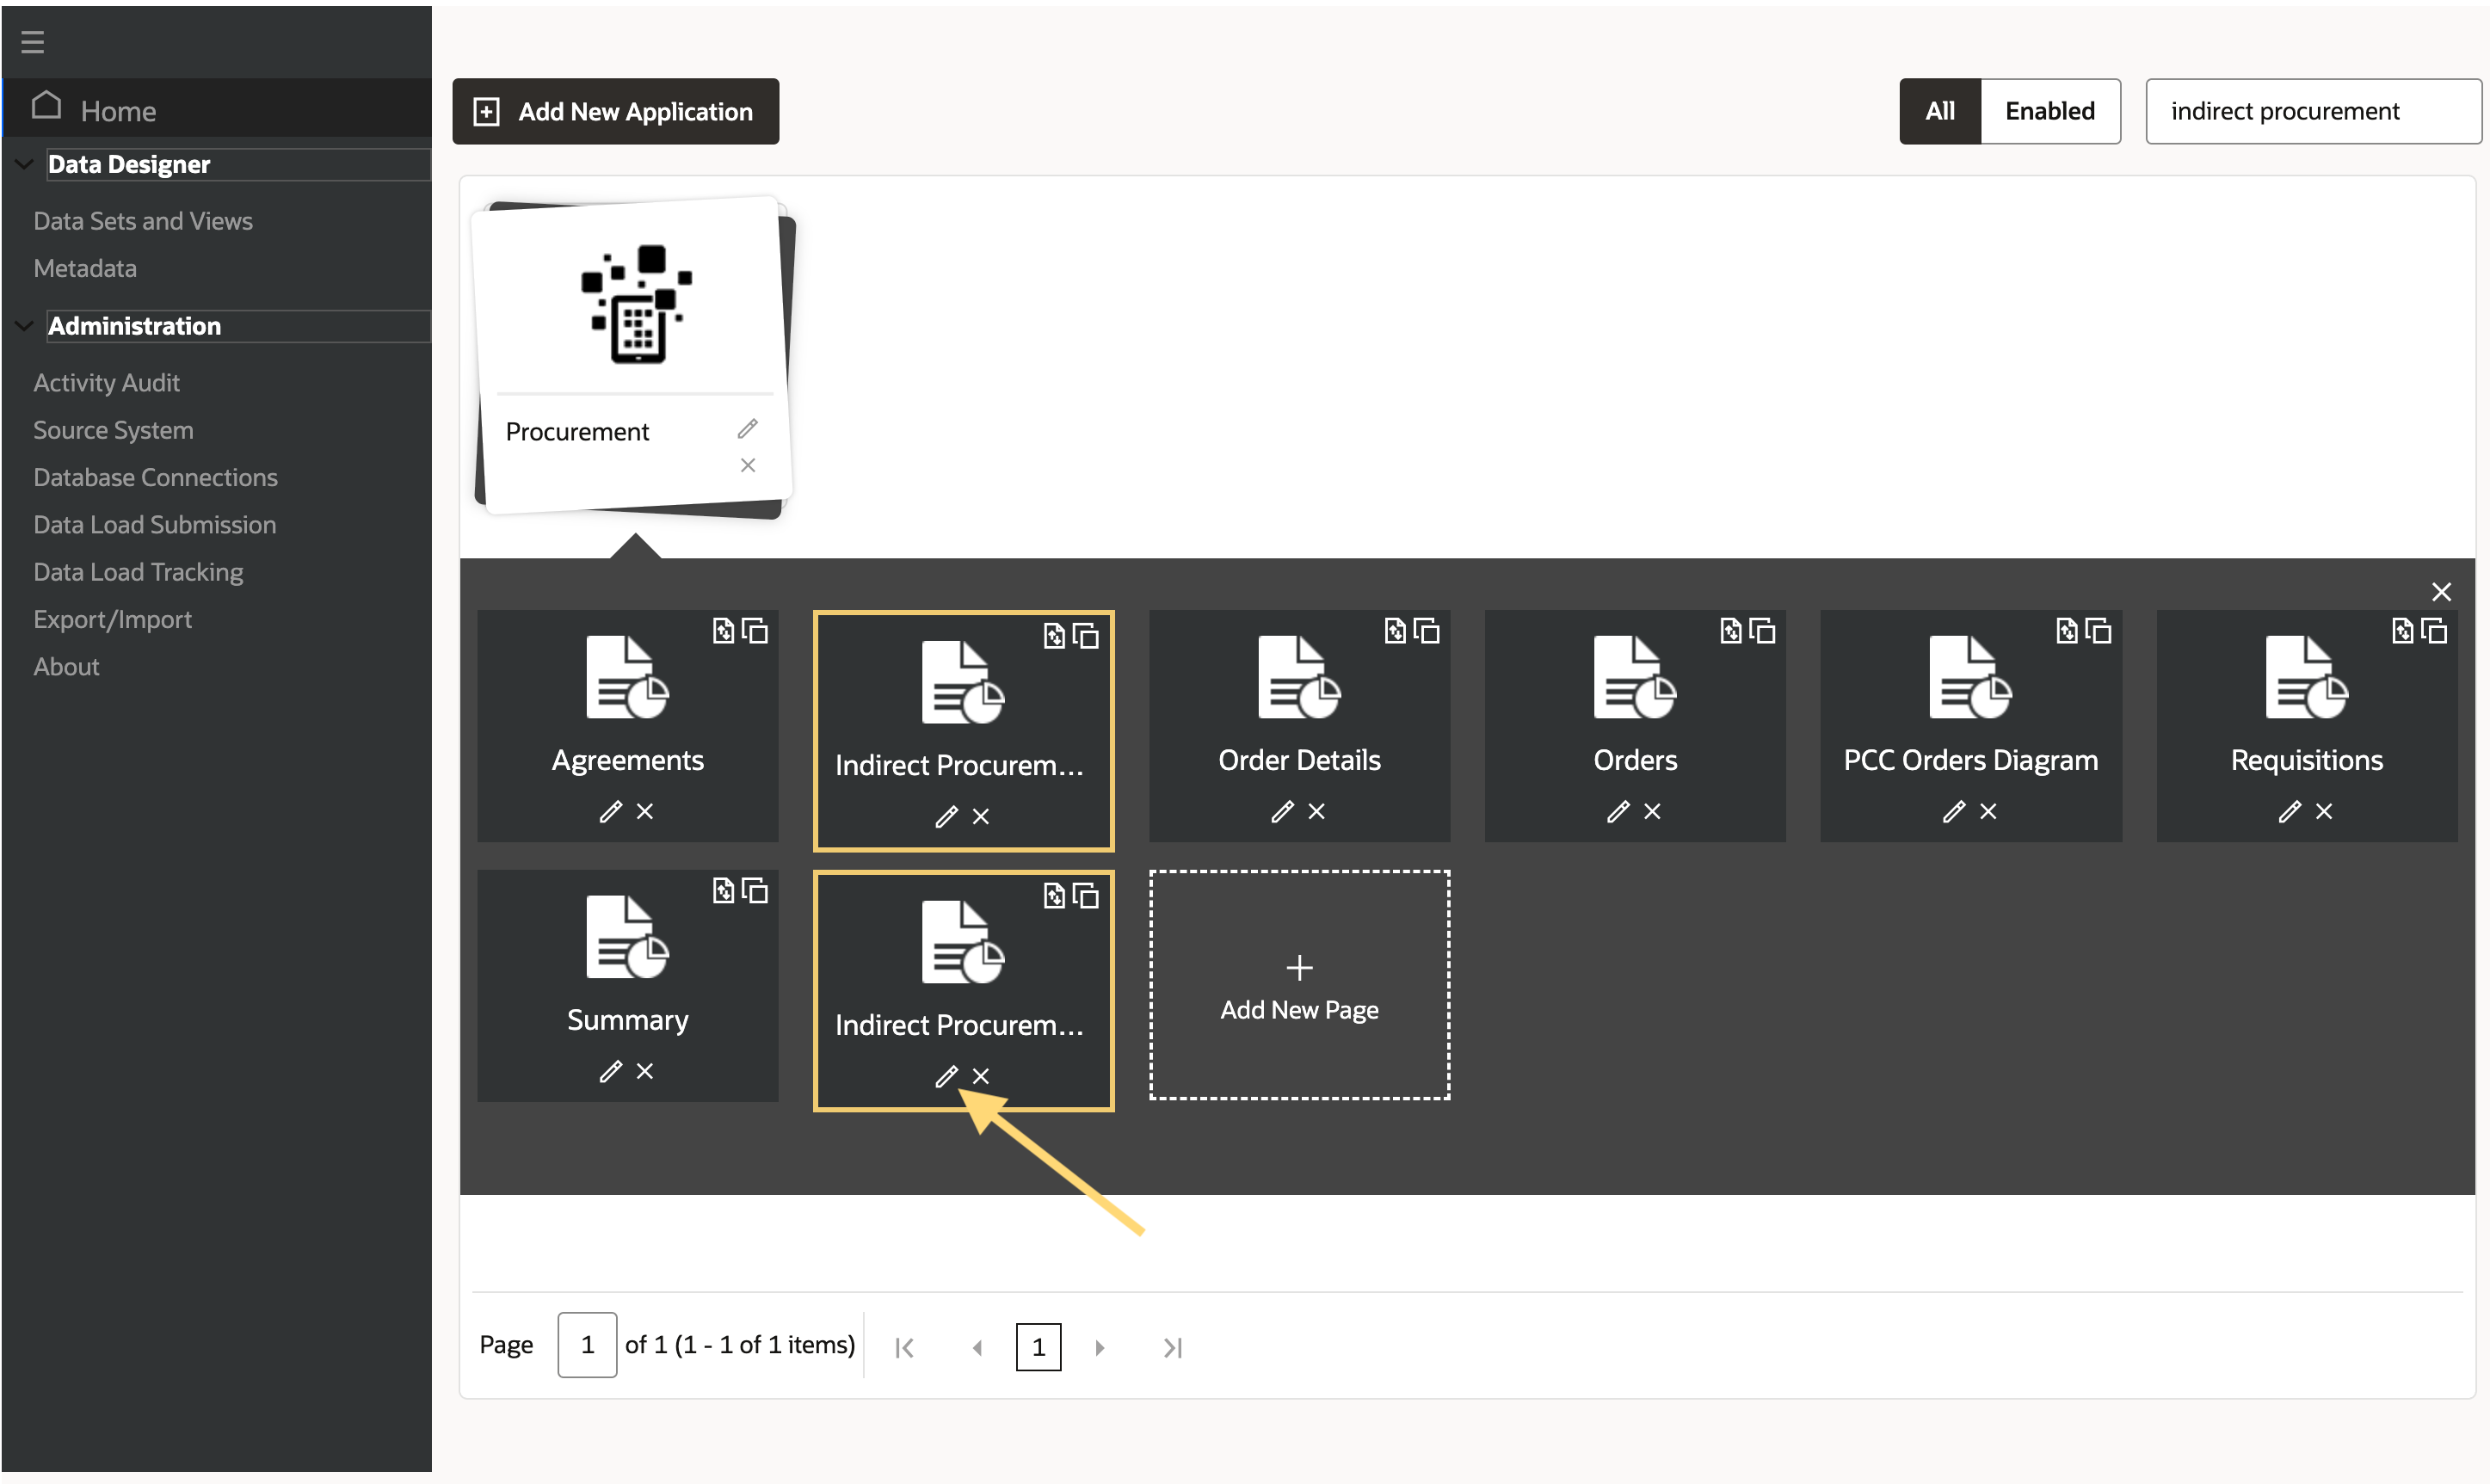 Home
Data Designer
Data Sets and Views
Metadata
Administration
Activity Audit
Source System
Database Connections
Data Load Submission
Data Load Tracking
Export/Import
About
Add New Application
All
Enabled
indirect procurement
Procurement
Agreements
Indirect Procurem...
Order Details
Orders
PCC Orders Diagram
Requisitions
Summary
Indirect Procurem...
Add New Page
Page 1 of 1 (1 - 1 of 1 items) 1